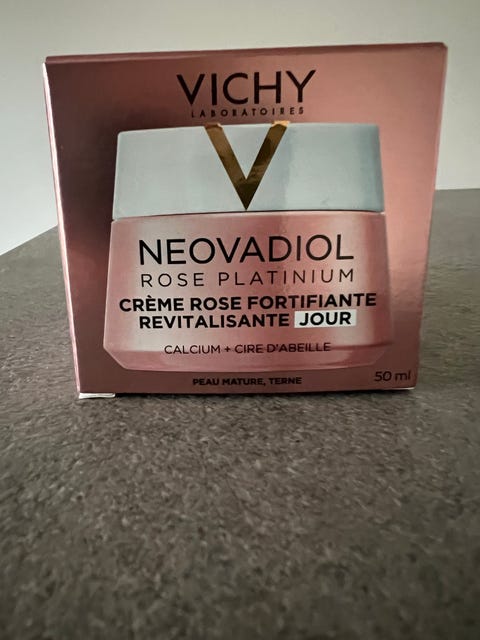 VICHY
LABORATOIRES
NEOVADIOL
ROSE PLATINIUM
CRÈME ROSE FORTIFIANTE
REVITALISANTE JOUR
CALCIUM + CIRE D'ABEILLE
PEAU MATURE, TERNE
50 ml